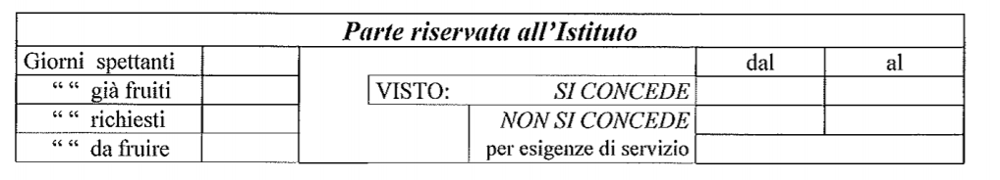 Parte riservata all'Istituto
Giorni spettanti dal al
“ “ già fruiti VISTO: SI CONCEDE
“ “ richiesti NON SI CONCEDE
“ “ da fruire per esigenze di servizio